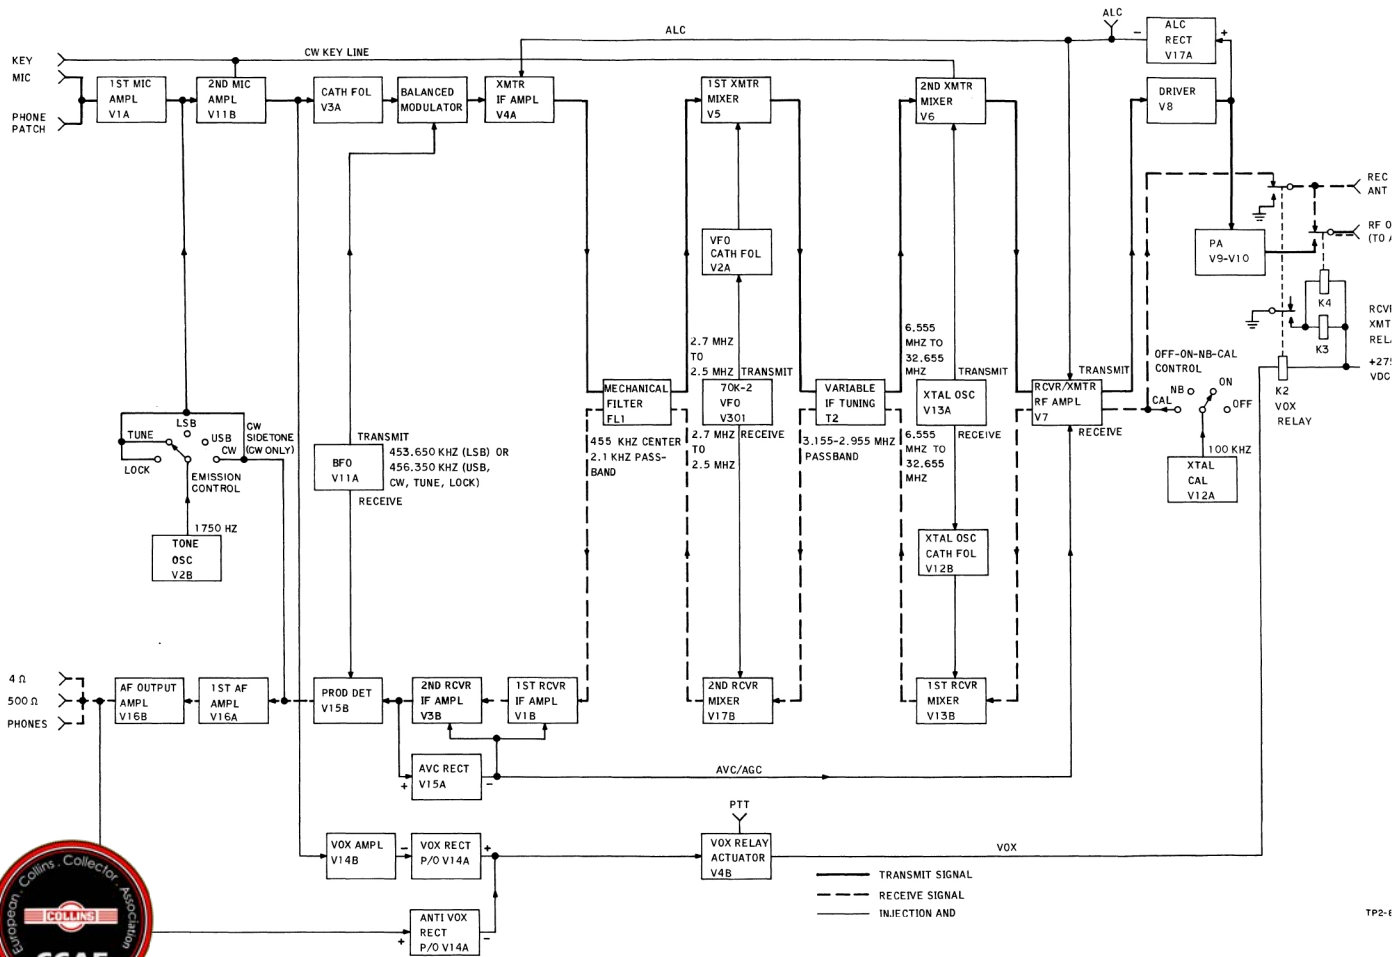 ALC
ALC
ALC
RECT
V17A
-
+
KEY
CW KEY LINE
MIC
PHONE
PATCH
1ST MIC
AMPL
V1A
2ND MIC
AMPL
V11B
CATH FOL
V3A
BALANCED
MODULATOR
XMTR
IF AMPL
V4A
1ST XMTR
MIXER
V5
2ND XMTR
MIXER
V6
DRIVER
V8
REC
ANT
RF O
(TO
PA
V9-V10
VFO
CATH FOL
V2A
K4
K3
K2
VOX
RELAY
RCV
XMT
REL
+275
VDC
2.7 MHZ
TO
2.5 MHZ
TRANSMIT
6.555
MHZ TO
32.655
MHZ
TRANSMIT
TRANSMIT
OFF-ON-NB-CAL
CONTROL
NB
ON
CAL
OFF
MECHANICAL
FILTER
FL1
70K-2
VFO
V301
VARIABLE
IF TUNING
T2
XTAL OSC
V13A
RCVR/XMTR
RF AMPL
V7
RECEIVE
LSB
TUNE
USB
CW
LOCK
CW
SIDETONE
(CW ONLY)
EMISSION
CONTROL
1750 HZ
TONE
OSC
V2B
TRANSMIT
BFO
V11A
RECEIVE
453.650 KHZ (LSB) OR
456.350 KHZ (USB,
CW, TUNE, LOCK)
455 KHZ CENTER
2.1 KHZ PASS-
BAND
2.7 MHZ
TO
2.5 MHZ
RECEIVE
3.155-2.955 MHZ
PASSBAND
6.555
MHZ TO
32.655
MHZ
RECEIVE
100 KHZ
XTAL
CAL
V12A
XTAL OSC
CATH FOL
V12B
4 Ω
500 Ω
PHONES
AF OUTPUT
AMPL
V16B
1ST AF
AMPL
V16A
PROD DET
V15B
2ND RCVR
IF AMPL
V3B
1ST RCVR
IF AMPL
V1B
2ND RCVR
MIXER
V17B
1ST RCVR
MIXER
V13B
+
AVC RECT
V15A
-
AVC/AGC
PTT
VOX AMPL
V14B
-
VOX RECT
P/O V14A
+
VOX RELAY
ACTUATOR
V4B
VOX
+
ANTI VOX
RECT
P/O V14A
-
TRANSMIT SIGNAL
RECEIVE SIGNAL
INJECTION AND
TP2-
European . Collins . Collector . Association
COLLINS